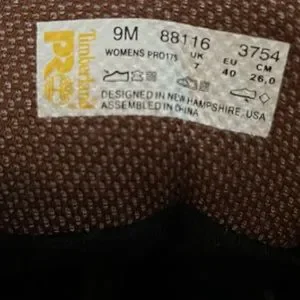 Timberland
PRO
9M 88116 3754
WOMENS PRO175 UK EU CM
7 40 26,0
DESIGNED IN NEW HAMPSHIRE, USA
ASSEMBLED IN CHINA